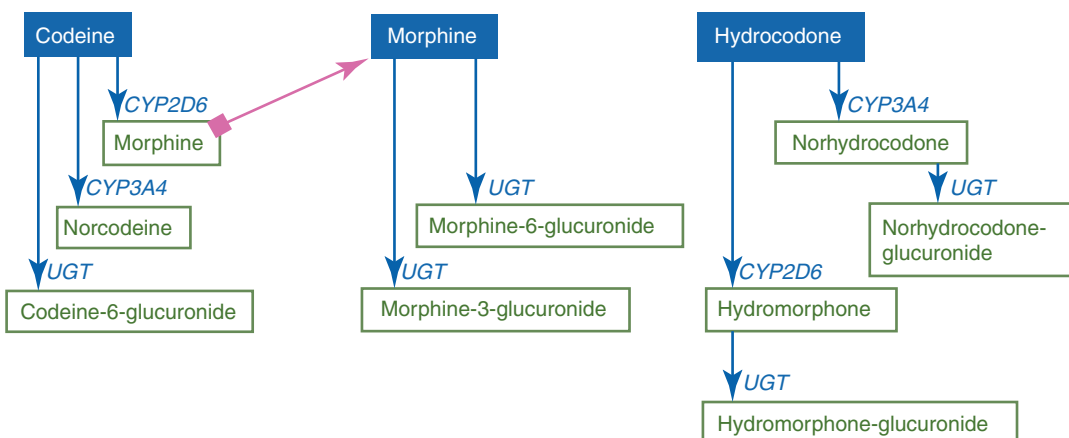 Codeine
Morphine
Hydrocodone
CYP2D6
Morphine
CYP3A4
Norcodeine
UGT
Codeine-6-glucuronide
UGT
Morphine-6-glucuronide
UGT
Morphine-3-glucuronide
CYP3A4
Norhydrocodone
UGT
Norhydrocodone-
glucuronide
CYP2D6
Hydromorphone
UGT
Hydromorphone-glucuronide